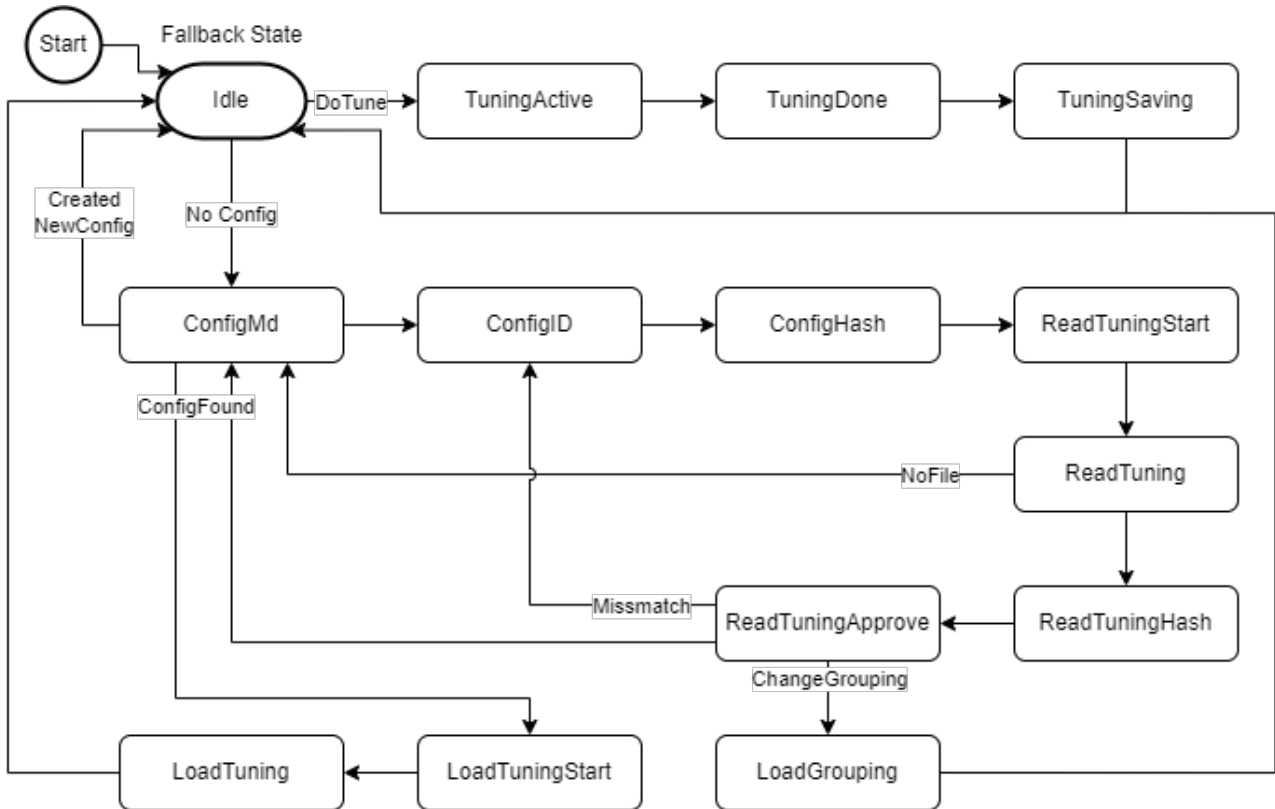 Start
Fallback State
Idle
DoTune
TuningActive
TuningDone
TuningSaving
Created
NewConfig
No Config
ConfigMd
ConfigID
ConfigHash
ReadTuningStart
ConfigFound
NoFile
ReadTuning
Missmatch
ReadTuningApprove
ReadTuningHash
ChangeGrouping
LoadTuning
LoadTuningStart
LoadGrouping